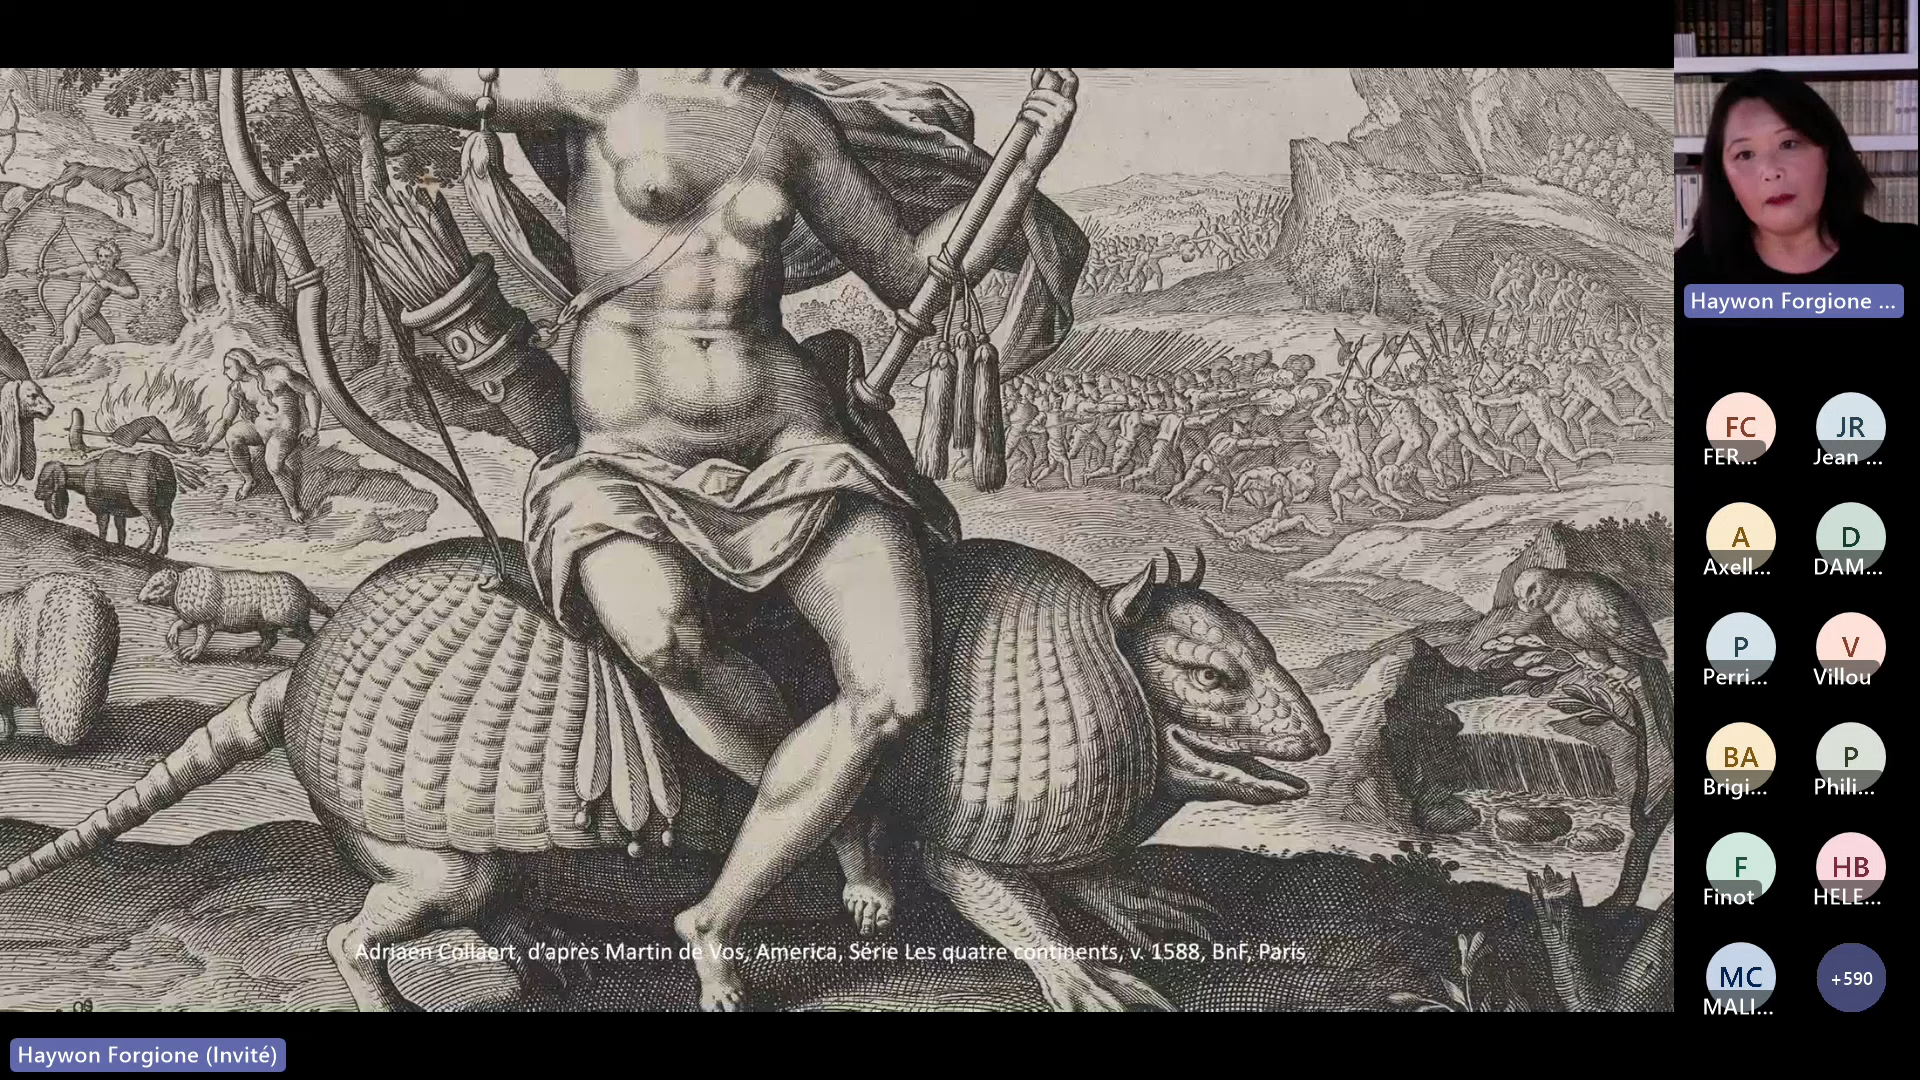 Adriaen Collaert, d'après Martin de Vos, America, Série Les quatre continents, v. 1588, BnF, Paris
Haywon Forgione (Invité)
Haywon Forgione ...
FC
FER...
JR
Jean ...
A
Axell...
D
DAM...
P
Perri...
V
Villou
BA
Brigi...
P
Phili...
F
Finot
HB
HELE...
MC
MALI...
+590